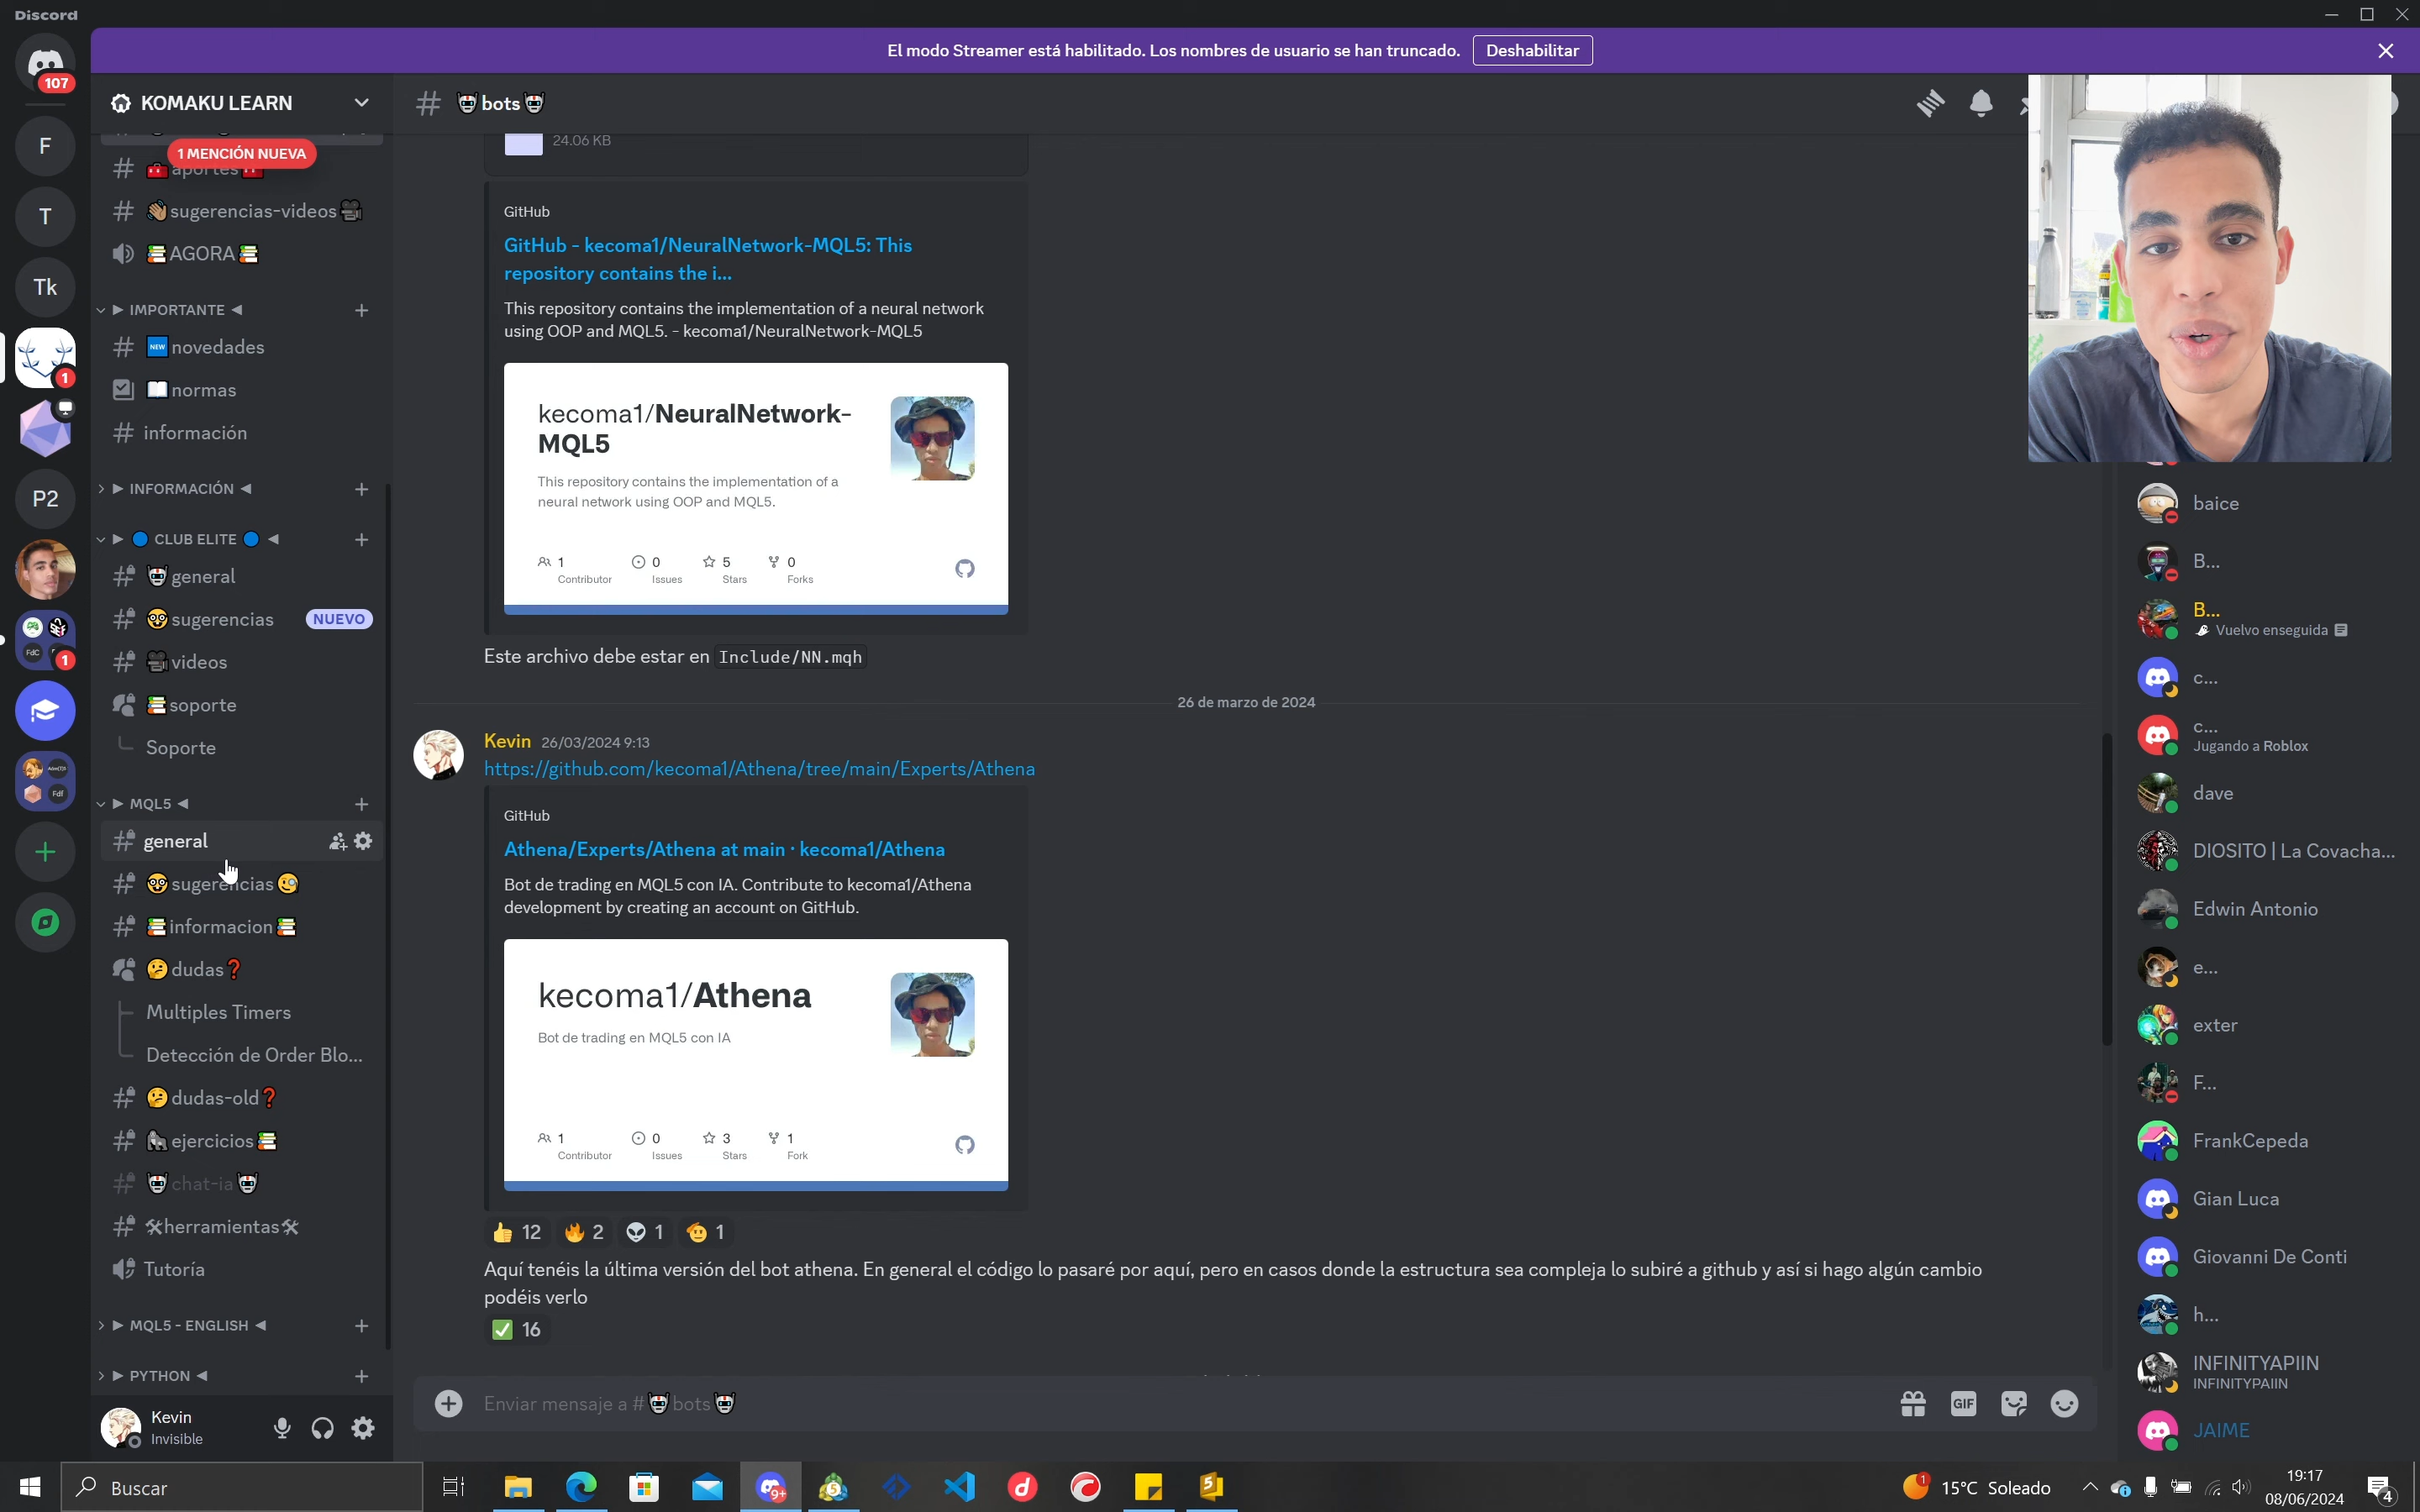 Discord
El modo Streamer está habilitado. Los nombres de usuario se han truncado.
Deshabilitar
107
F
T
Tk
1
P2
FdC
1
Fdf
KOMAKU LEARN
1 MENCIÓN NUEVA
aportes
sugerencias-videos
AGORA
IMPORTANTE
NEW novedades
normas
información
INFORMACIÓN
CLUB ELITE
general
sugerencias
NUEVO
videos
soporte
Soporte
MQL5
general
sugerencias
informacion
dudas
Multiples Timers
Detección de Order Blo...
dudas-old
ejercicios
chat-ia
herramientas
Tutoría
MQL5 - ENGLISH
PYTHON
Kevin
Invisible
bots
24.06 KB
GitHub
GitHub - kecoma1/NeuralNetwork-MQL5: This
repository contains the i...
This repository contains the implementation of a neural network
using OOP and MQL5. - kecoma1/NeuralNetwork-MQL5
kecoma1/NeuralNetwork-
MQL5
This repository contains the implementation of a
neural network using OOP and MQL5.
1
Contributor
0
Issues
5
Stars
0
Forks
Este archivo debe estar en Include/NN.mqh
26 de marzo de 2024
Kevin 26/03/2024 9:13
https://github.com/kecoma1/Athena/tree/main/Experts/Athena
GitHub
Athena/Experts/Athena at main · kecoma1/Athena
Bot de trading en MQL5 con IA. Contribute to kecoma1/Athena
development by creating an account on GitHub.
kecoma1/Athena
Bot de trading en MQL5 con IA
1
Contributor
0
Issues
3
Stars
1
Fork
12
2
1
1
Aquí tenéis la última versión del bot athena. En general el código lo pasaré por aquí, pero en casos donde la estructura sea compleja lo subiré a github y así si hago algún cambio
podéis verlo
16
Enviar mensaje a # bots
GIF
baice
B...
B...
Vuelvo enseguida
c...
c...
Jugando a Roblox
dave
DIOSITO | La Covacha...
Edwin Antonio
e...
exter
F...
FrankCepeda
Gian Luca
Giovanni De Conti
h...
INFINITYAPIIN
INFINITYPAIIN
JAIME
Buscar
9+
5
5
1
15°C Soleado
19:17
08/06/2024
4